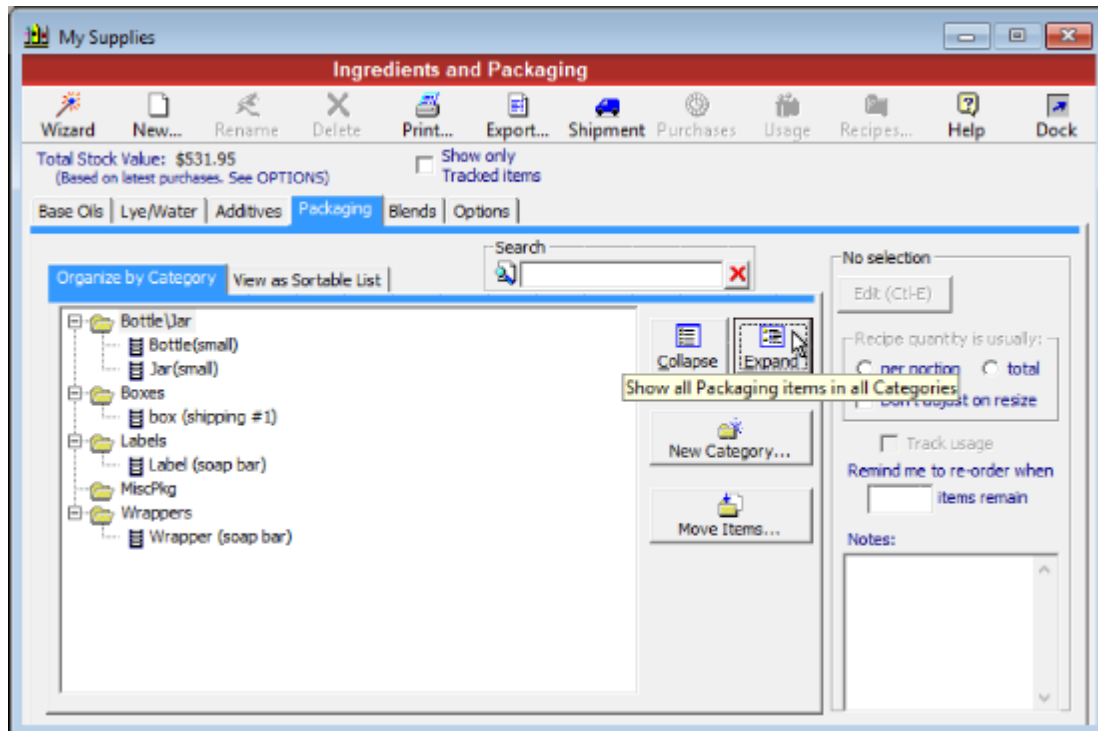 My Supplies
Ingredients and Packaging
Wizard New... Rename Delete Print... Export... Shipment Purchases Usage Recipes... Help Dock
Total Stock Value: $531.95
(Based on latest purchases. See OPTIONS)
Show only
Tracked items
Base Oils Lye/Water Additives Packaging Blends Options
Search
Organize by Category View as Sortable List
No selection
Edit (Ctl-E)
Bottle\Jar
Bottle(small)
Jar(small)
Boxes
box (shipping #1)
Labels
Label (soap bar)
MiscPkg
Wrappers
Wrapper (soap bar)
Collapse Expand
Show all Packaging items in all Categories
New Category...
Move Items...
Recipe quantity is usually:
per portion total
Don't adjust on resize
Track usage
Remind me to re-order when
items remain
Notes: